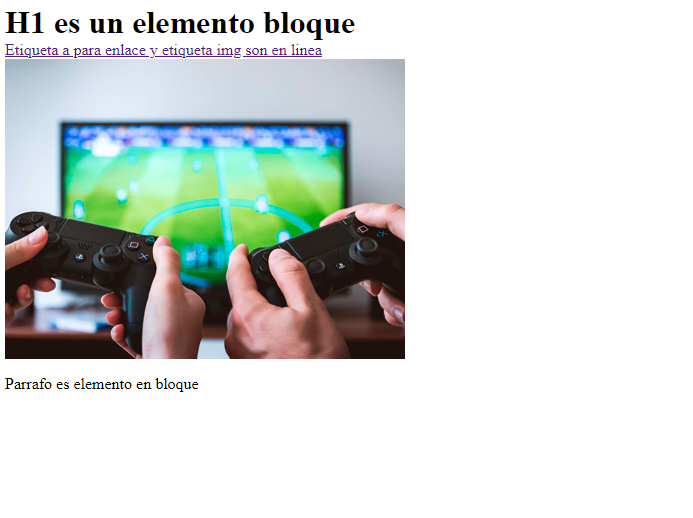 H1 es un elemento bloque
Etiqueta a para enlace y etiqueta img son en linea
Parrafo es elemento en bloque